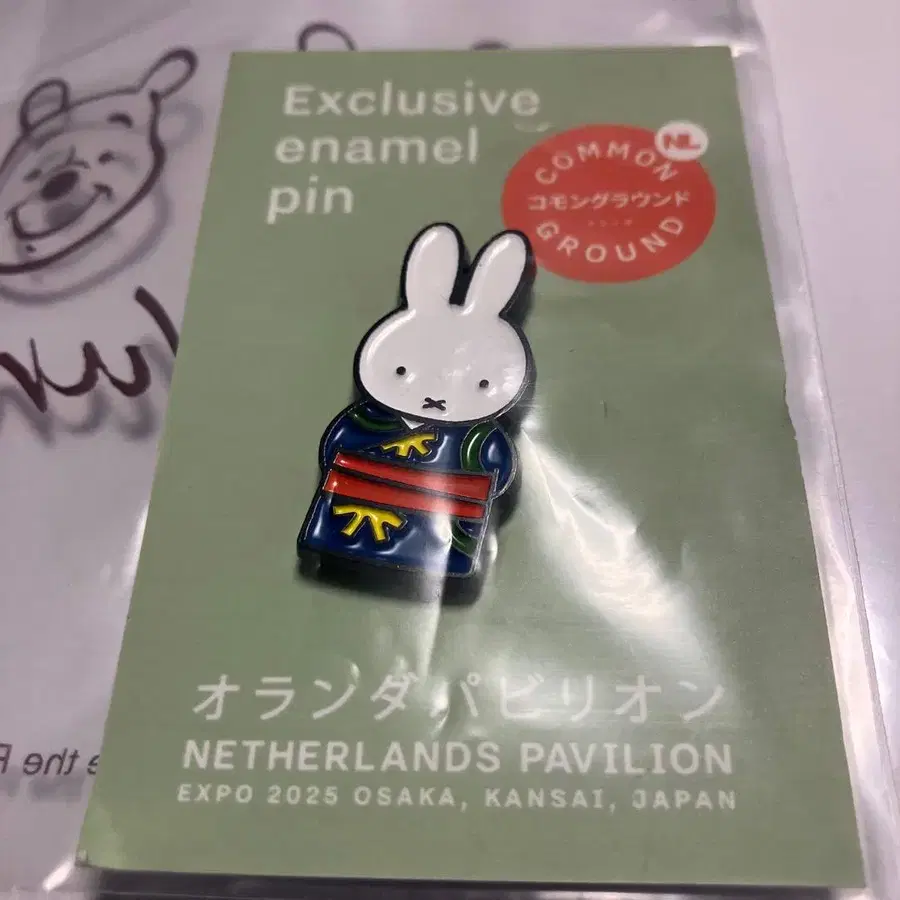 Exclusive
enamel
pin
NL
COMMON
コモングラウンド
GROUND
オランダパビリオン
NETHERLANDS PAVILION
EXPO 2025 OSAKA, KANSAI, JAPAN
the